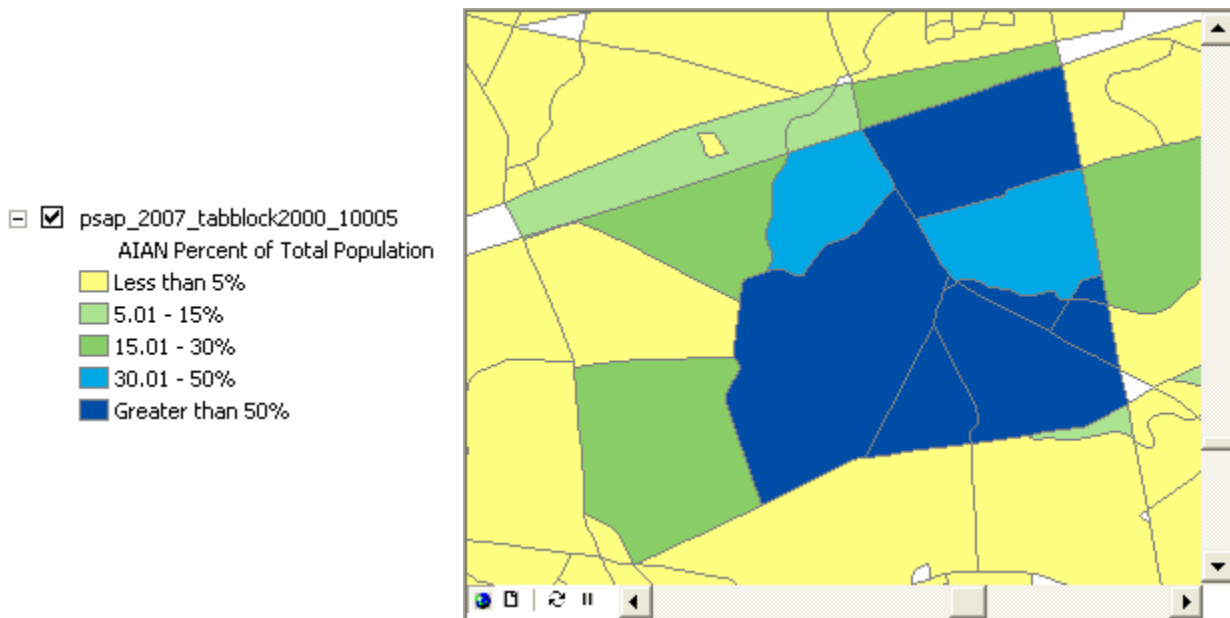 psap_2007_tabblock2000_10005
AIAN Percent of Total Population
Less than 5%
5.01 - 15%
15.01 - 30%
30.01 - 50%
Greater than 50%